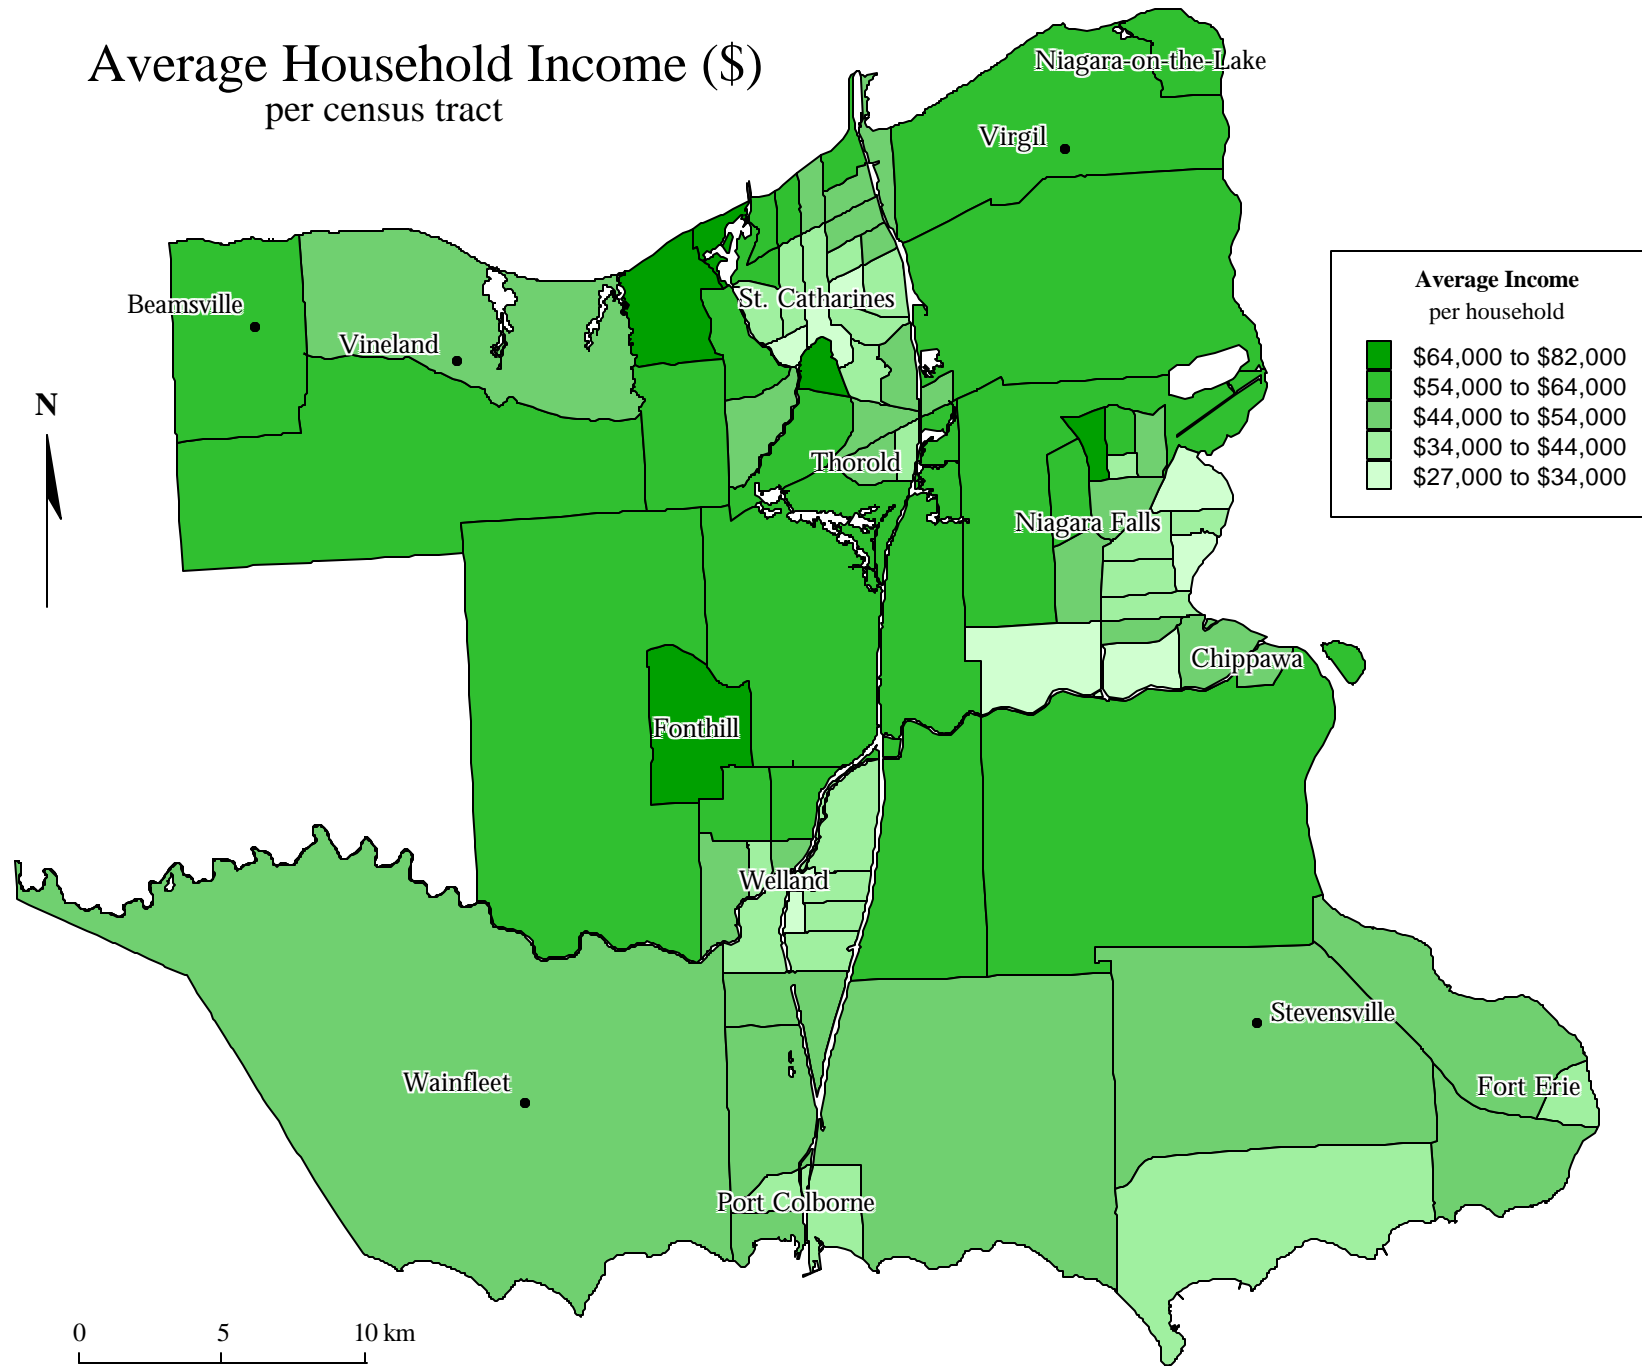 Average Household Income ($)
per census tract
Niagara-on-the-Lake
Virgil
Beamsville
Vineland
St. Catharines
Average Income
per household
$64,000 to $82,000
$54,000 to $64,000
$44,000 to $54,000
$34,000 to $44,000
$27,000 to $34,000
N
Thorold
Niagara Falls
Chippawa
Fonthill
Welland
Stevensville
Wainfleet
Fort Erie
Port Colborne
0 5 10 km